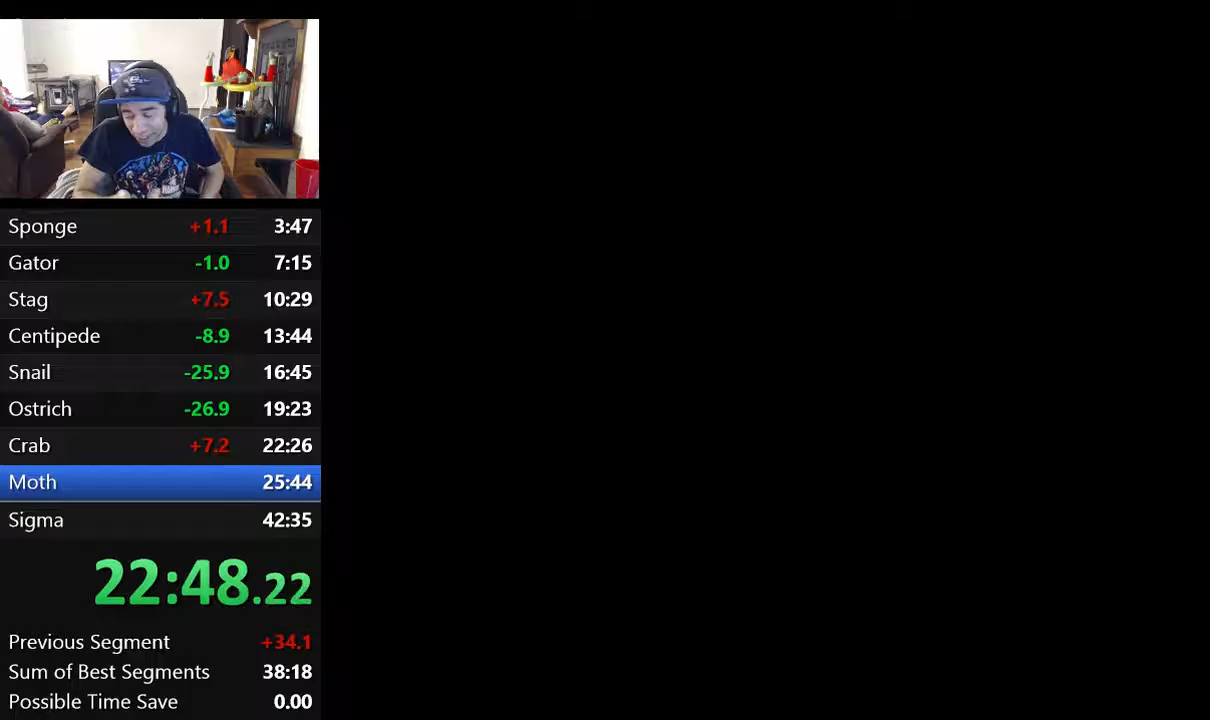 Sponge +1.1 3:47
Gator -1.0 7:15
Stag +7.5 10:29
Centipede -8.9 13:44
Snail -25.9 16:45
Ostrich -26.9 19:23
Crab +7.2 22:26
Moth 25:44
Sigma 42:35
22:48.22
Previous Segment +34.1
Sum of Best Segments 38:18
Possible Time Save 0.00